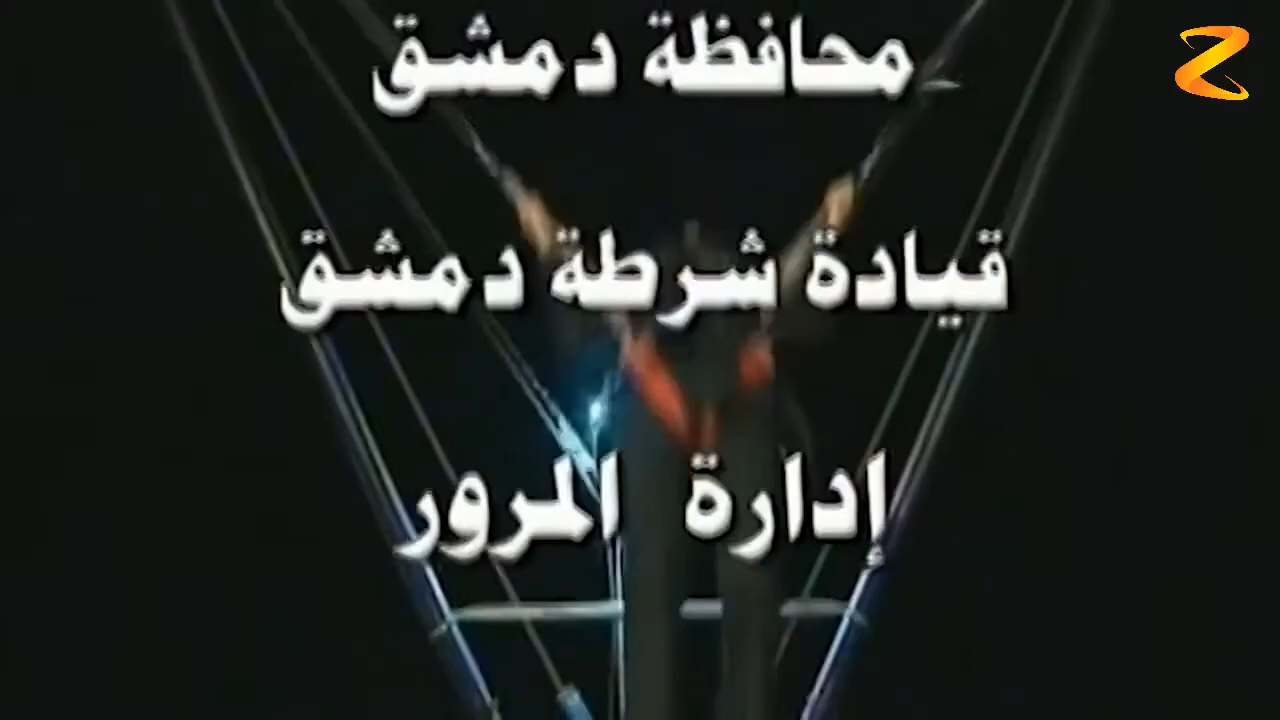 محافظة دمشق
قيادة شرطة دمشق
إدارة المرور